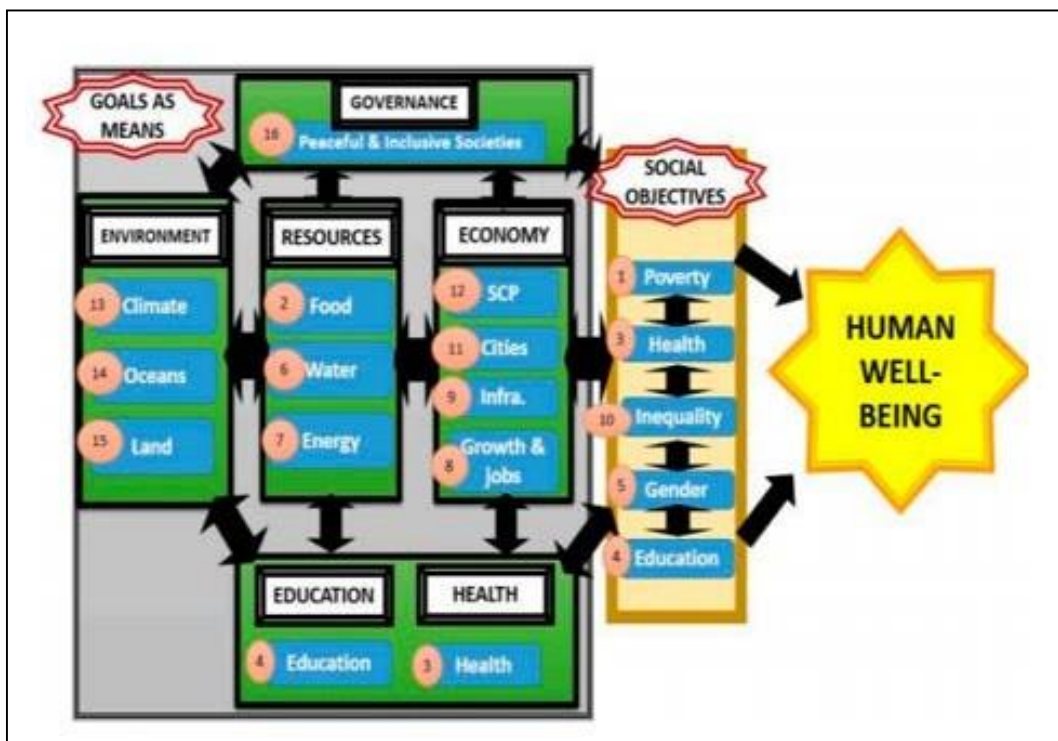 GOALS AS
MEANS
GOVERNANCE
16
Peaceful & Inclusive Societies
SOCIAL
OBJECTIVES
ENVIRONMENT
13 Climate
14 Oceans
15 Land
RESOURCES
2 Food
6 Water
7 Energy
ECONOMY
12 SCP
11 Cities
9 Infra.
8 Growth &
jobs
1 Poverty
3 Health
10 Inequality
5 Gender
4 Education
HUMAN
WELL-
BEING
EDUCATION
4 Education
HEALTH
3 Health